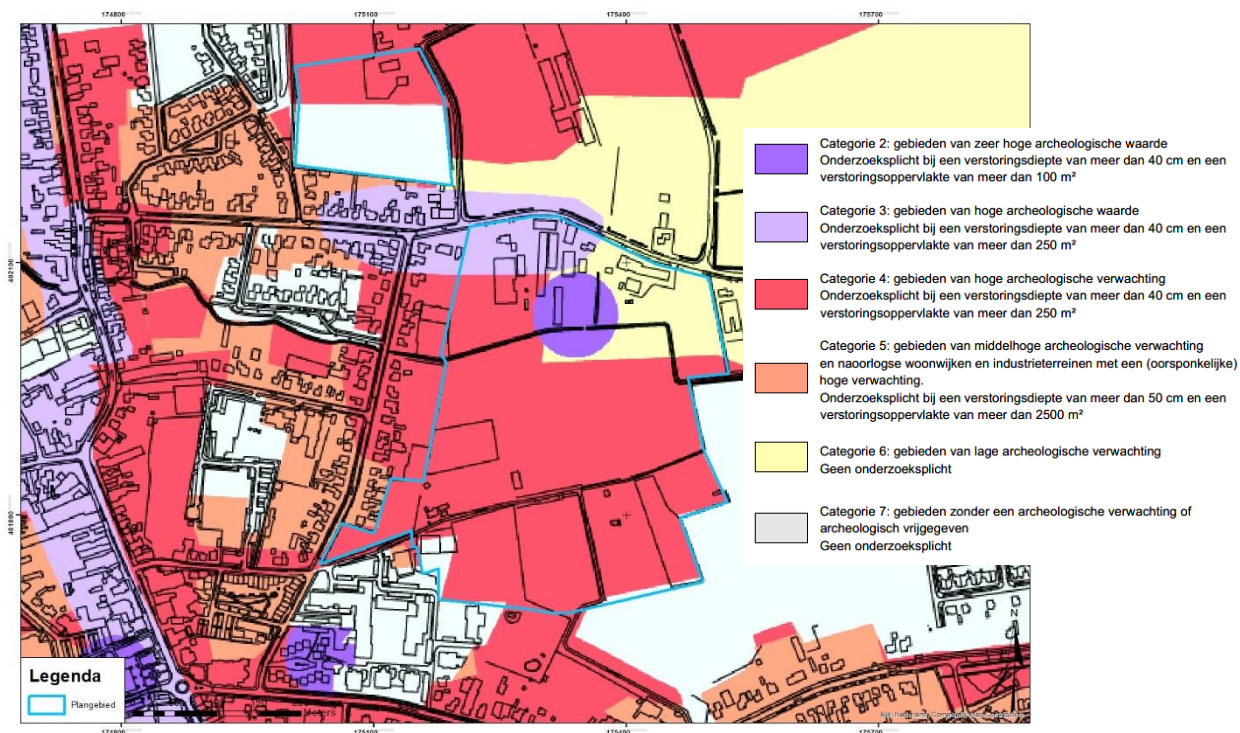 174800
175100
175400
175700
402100
401800
Categorie 2: gebieden van zeer hoge archeologische waarde
Onderzoeksplicht bij een verstoringsdiepte van meer dan 40 cm en een
verstoringsoppervlakte van meer dan 100 m²
Categorie 3: gebieden van hoge archeologische waarde
Onderzoeksplicht bij een verstoringsdiepte van meer dan 40 cm en een
verstoringsoppervlakte van meer dan 250 m²
Categorie 4: gebieden van hoge archeologische verwachting
Onderzoeksplicht bij een verstoringsdiepte van meer dan 40 cm en een
verstoringsoppervlakte van meer dan 250 m²
Categorie 5: gebieden van middelhoge archeologische verwachting
en naoorlogse woonwijken en industrieterreinen met een (oorsponkelijke)
hoge verwachting.
Onderzoeksplicht bij een verstoringsdiepte van meer dan 50 cm en een
verstoringsoppervlakte van meer dan 2500 m²
Categorie 6: gebieden van lage archeologische verwachting
Geen onderzoeksplicht
Categorie 7: gebieden zonder een archeologische verwachting of
archeologisch vrijgegeven
Geen onderzoeksplicht
N
Legenda
Plangebied
Meters
174800
175100
175400
175700